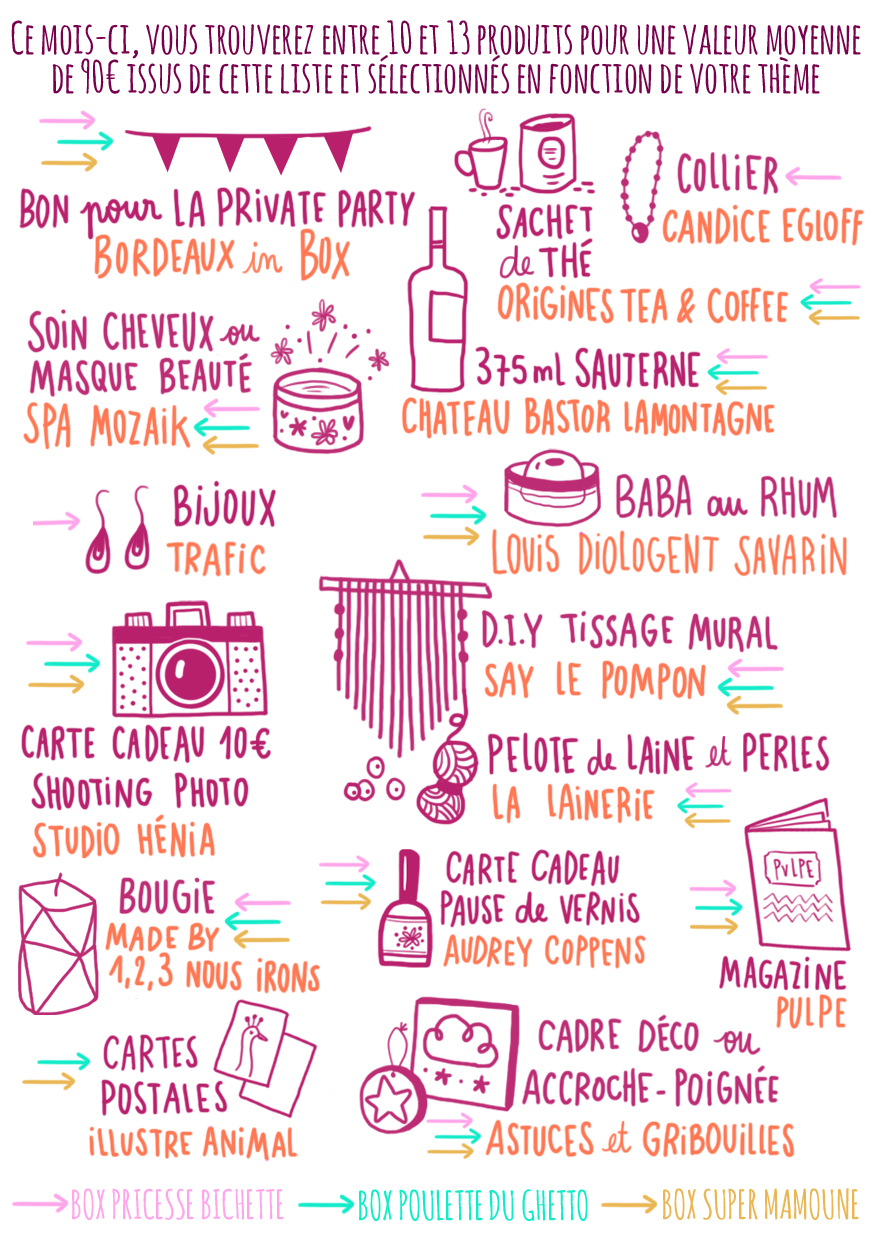 Ce mois-ci, vous trouverez entre 10 et 13 produits pour une valeur moyenne
de 90€ issus de cette liste et sélectionnés en fonction de votre thème
BON pour LA PRIVATE PARTY
BORDEAUX in BOX
SACHET
de THÉ
ORIGINES TEA & COFFEE
COLLIER
CANDICE EGLOFF
SOIN CHEVEUX ou
MASQUE BEAUTÉ
SPA MOZAIK
375ml SAUTERNE
CHATEAU BASTOR LAMONTAGNE
BIJOUX
TRAFIC
BABA au RHUM
LOUIS DIOLOGENT SAVARIN
D.I.Y TISSAGE MURAL
SAY LE POMPON
CARTE CADEAU 10€
SHOOTING PHOTO
STUDIO HÉNIA
PELOTE de LAINE et PERLES
LA LAINERIE
BOUGIE
MADE BY
1,2,3 NOUS IRONS
CARTE CADEAU
PAUSE de VERNIS
AUDREY COPPENS
PULPE
MAGAZINE
PULPE
CARTES
POSTALES
ILLUSTRE ANIMAL
CADRE DÉCO ou
ACCROCHE-POIGNÉE
ASTUCES et GRIBOUILLES
BOX PRICESSE BICHETTE
BOX POULETTE DU GHETTO
BOX SUPER MAMOUNE